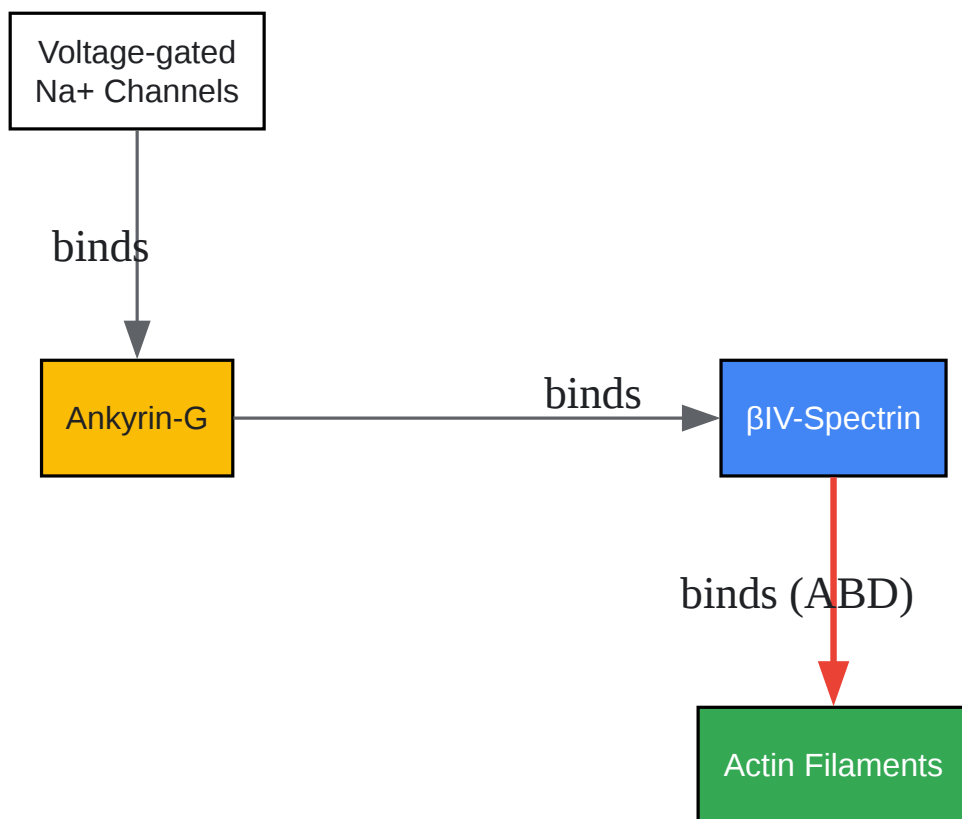 Voltage-gated
Na+ Channels
binds
Ankyrin-G
binds
βIV-Spectrin
binds (ABD)
Actin Filaments